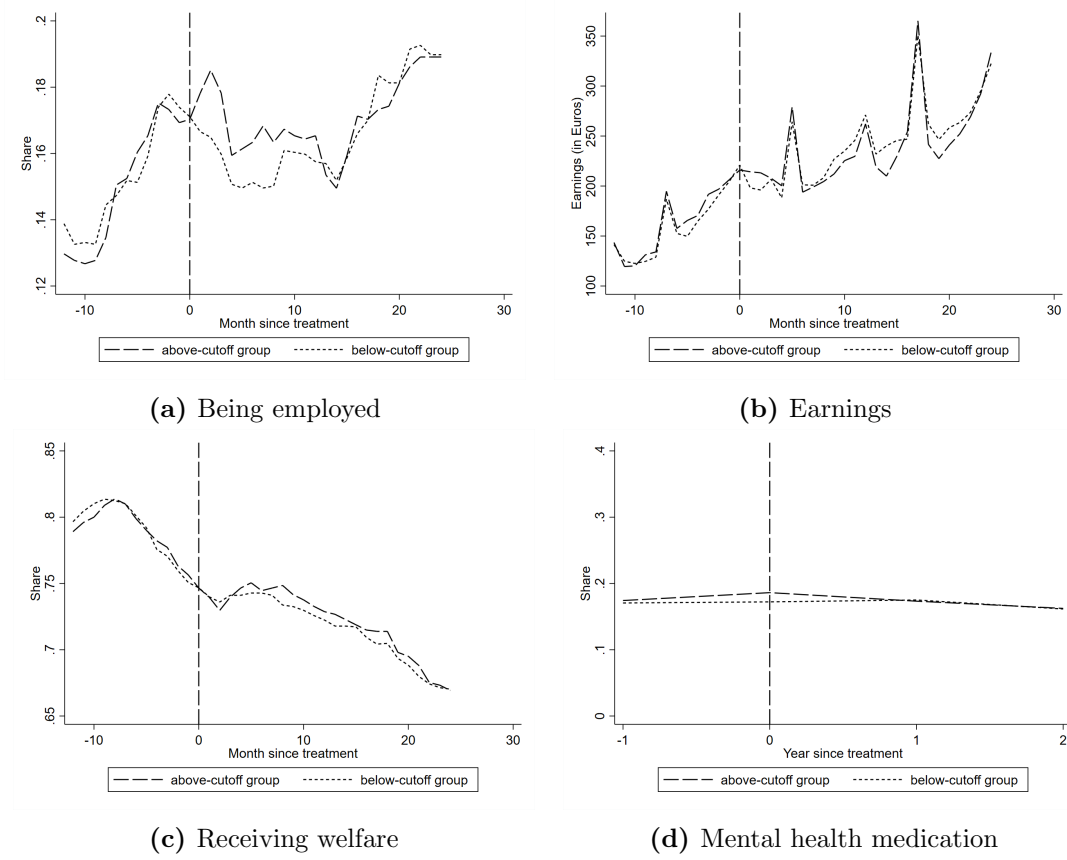 .2
.18
.16
.14
.12
Share
-10 0 10 20 30
Month since treatment
above-cutoff group below-cutoff group
(a) Being employed
350
300
250
200
150
100
Earnings (in Euros)
-10 0 10 20 30
Month since treatment
above-cutoff group below-cutoff group
(b) Earnings
.85
.8
.75
.7
.65
Share
-10 0 10 20 30
Month since treatment
above-cutoff group below-cutoff group
(c) Receiving welfare
.4
.3
.2
.1
0
Share
-1 0 1 2
Year since treatment
above-cutoff group below-cutoff group
(d) Mental health medication